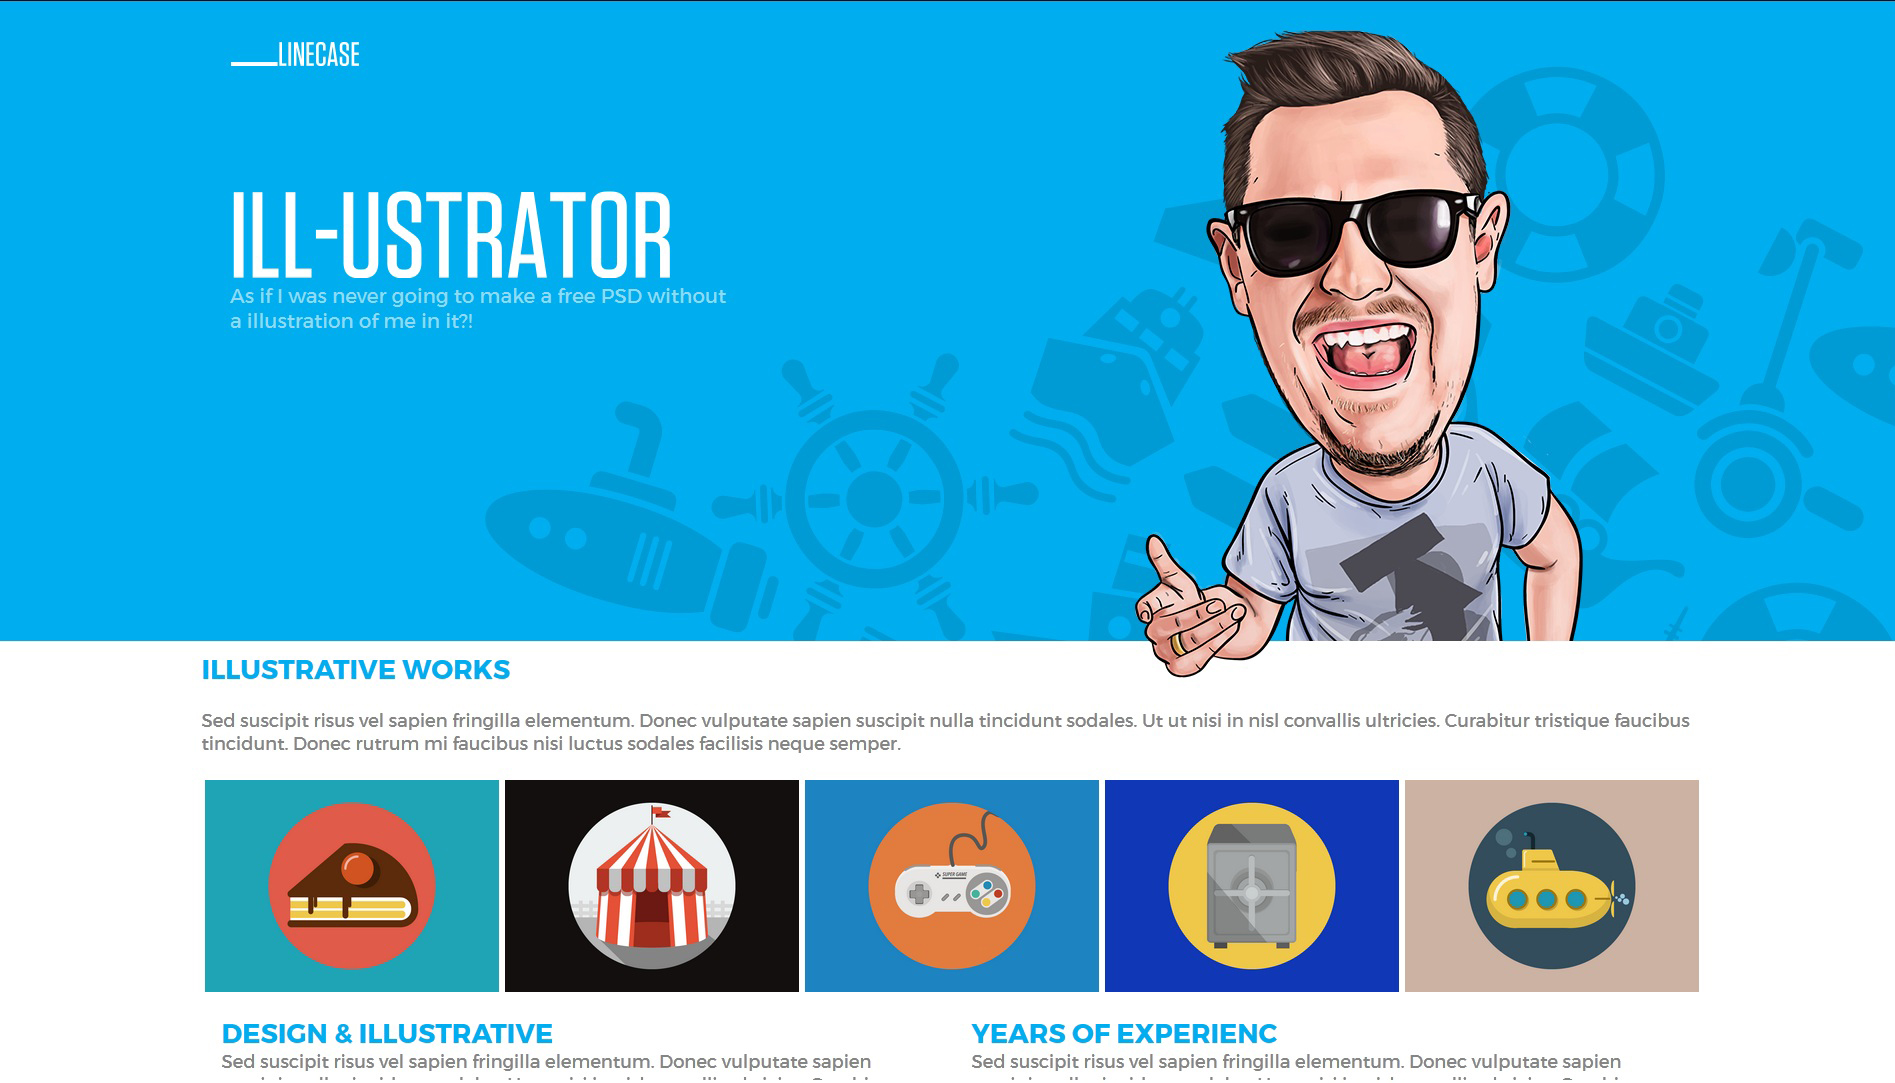 LINECASE
ILL-USTRATOR
As if I was never going to make a free PSD without
a illustration of me in it?!
ILLUSTRATIVE WORKS
Sed suscipit risus vel sapien fringilla elementum. Donec vulputate sapien suscipit nulla tincidunt sodales. Ut ut nisi in nisl convallis ultricies. Curabitur tristique faucibus
tincidunt. Donec rutrum mi faucibus nisi luctus sodales facilisis neque semper.
SUPER GAME
DESIGN & ILLUSTRATIVE
Sed suscipit risus vel sapien fringilla elementum. Donec vulputate sapien
YEARS OF EXPERIENC
Sed suscipit risus vel sapien fringilla elementum. Donec vulputate sapien